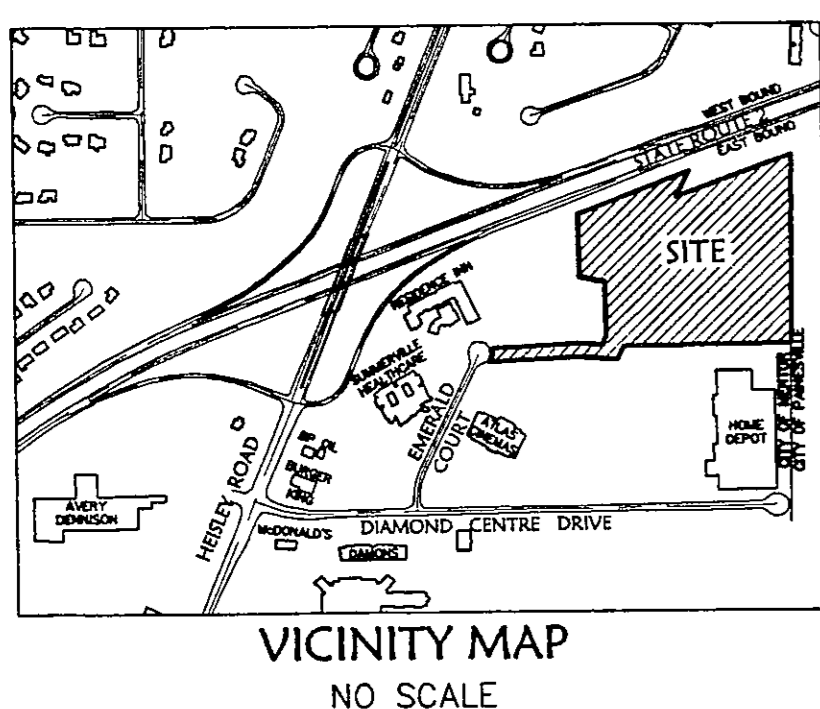 WEST BOUND
STATE ROUTE 2
EAST BOUND
SITE
RESIDENCE INN
SUMMERVILLE
HEALTHCARE
EMERALD
COURT
ATLAS
CINEMAS
HOME
DEPOT
CITY OF MENTOR
CITY OF PAINESVILLE
HEISLEY ROAD
BP OIL
BURGER
KING
AVERY
DENNISON
McDONALD'S
DIAMOND CENTRE DRIVE
DAMONS
VICINITY MAP
NO SCALE